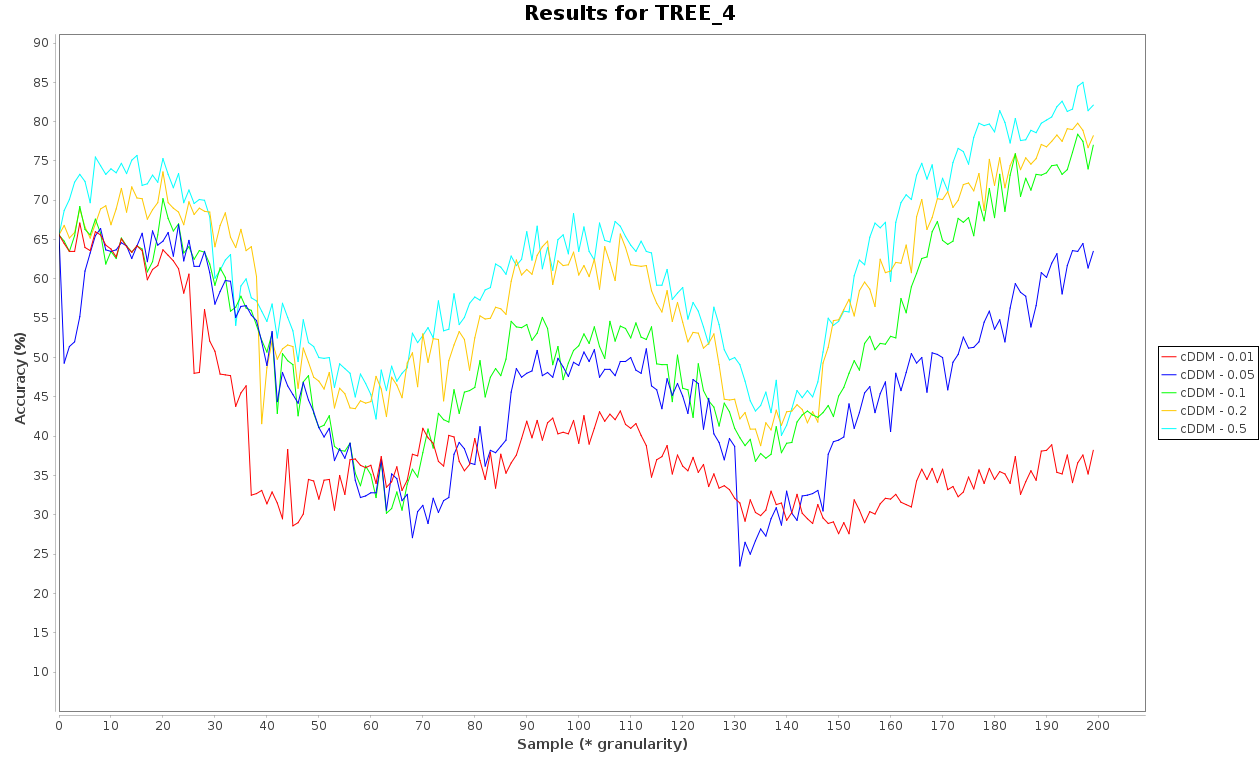 Results for TREE_4
Accuracy (%)
90
85
80
75
70
65
60
55
50
45
40
35
30
25
20
15
10
0 10 20 30 40 50 60 70 80 90 100 110 120 130 140 150 160 170 180 190 200
Sample (* granularity)
cDDM - 0.01
cDDM - 0.05
cDDM - 0.1
cDDM - 0.2
cDDM - 0.5